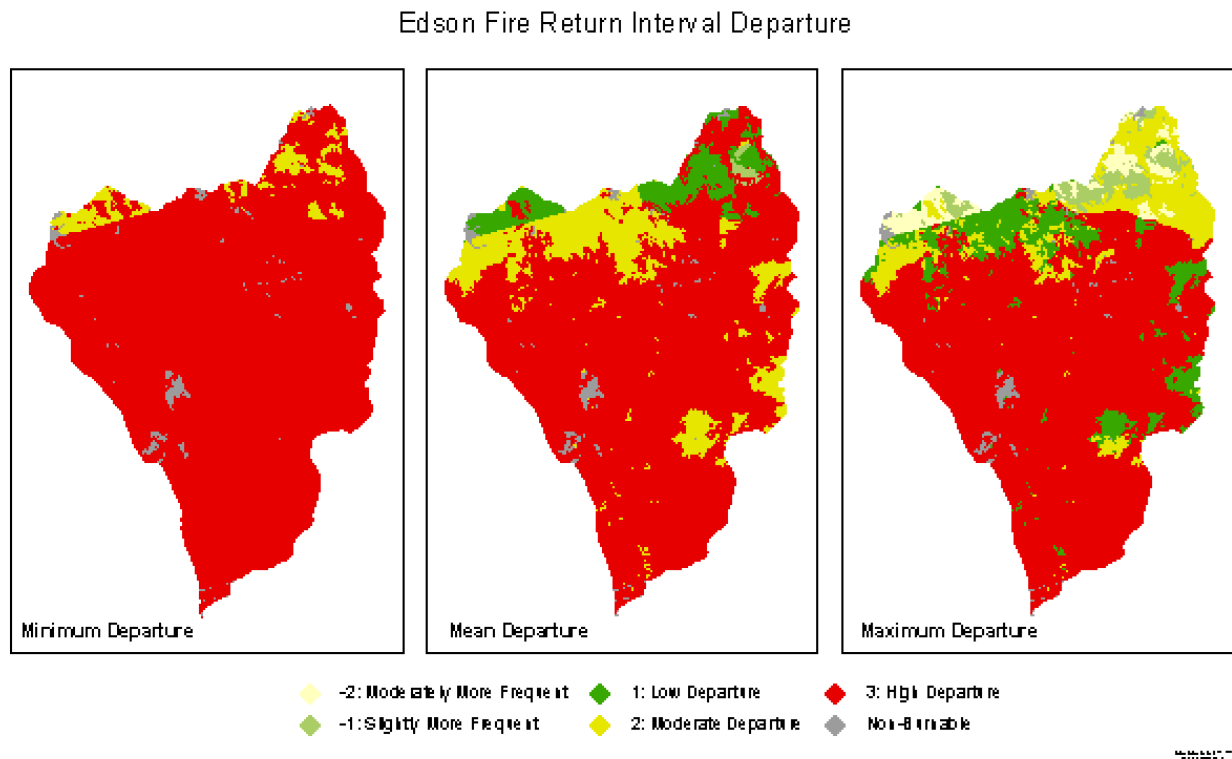 Edson Fire Return Interval Departure
Minimum Departure
Mean Departure
Maximum Departure
-2: Moderately More Frequent
1: Low Departure
3: High Departure
-1: Slightly More Frequent
2: Moderate Departure
Non-Burnable